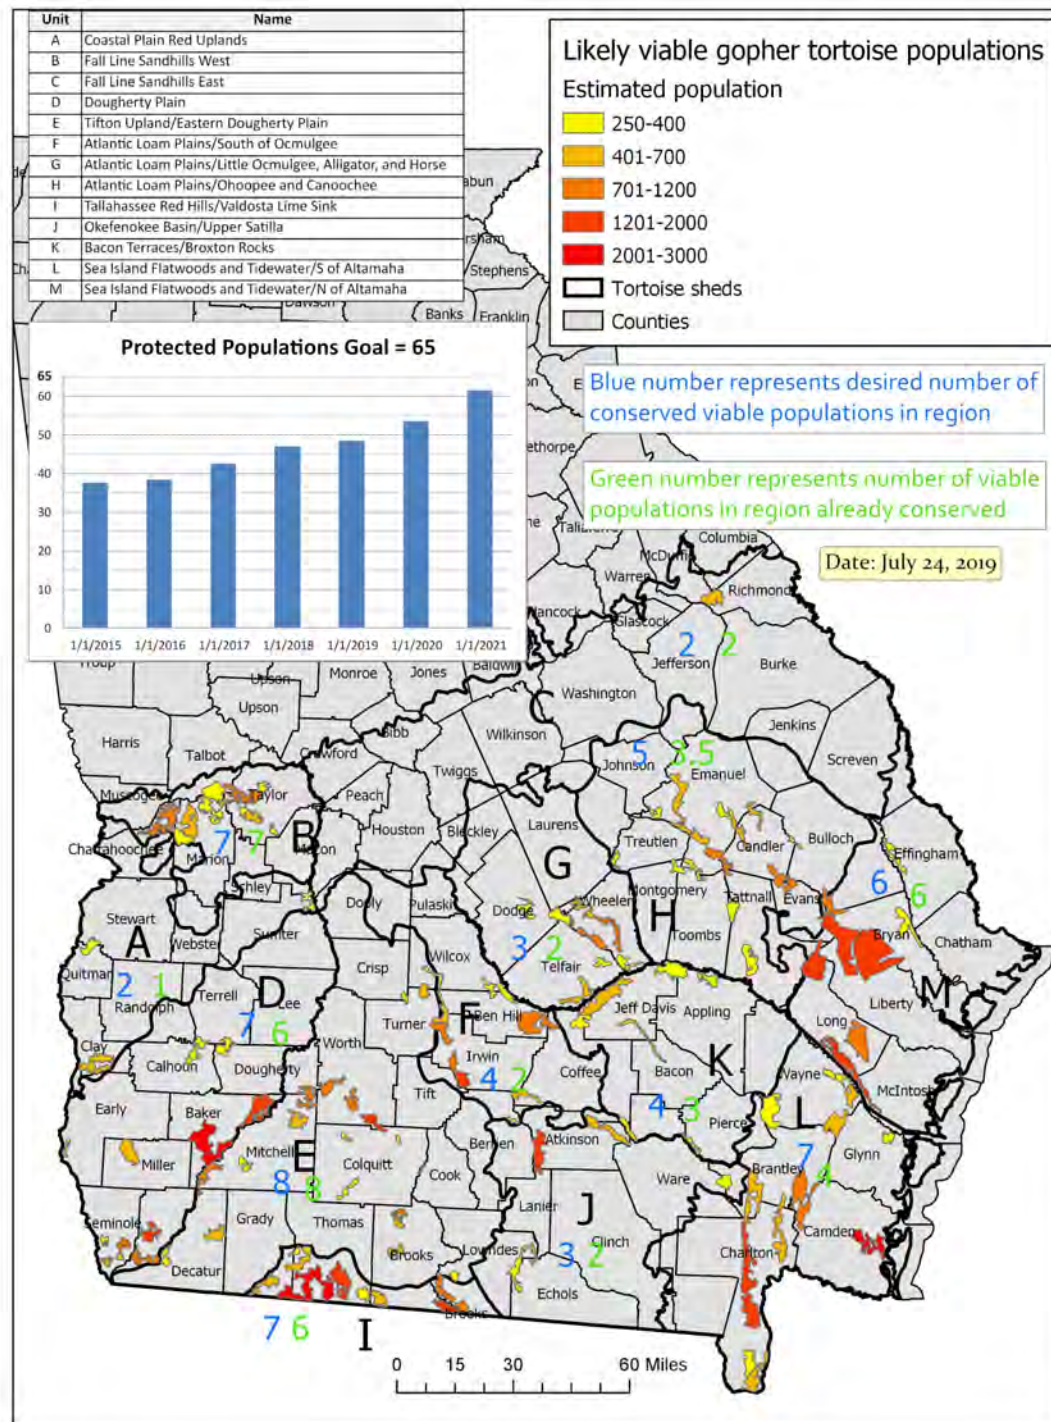 Unit Name
A Coastal Plain Red Uplands
B Fall Line Sandhills West
C Fall Line Sandhills East
D Dougherty Plain
E Tifton Upland/Eastern Dougherty Plain
F Atlantic Loam Plains/South of Ocmulgee
G Atlantic Loam Plains/Little Ocmulgee, Alligator, and Horse
H Atlantic Loam Plains/Ohoopee and Canoochee
I Tallahassee Red Hills/Valdosta Lime Sink
J Okefenokee Basin/Upper Satilla
K Bacon Terraces/Broxton Rocks
L Sea Island Flatwoods and Tidewater/S of Altamaha
M Sea Island Flatwoods and Tidewater/N of Altamaha
Likely viable gopher tortoise populations
Estimated population
250-400
401-700
701-1200
1201-2000
2001-3000
Tortoise sheds
Counties
Stephens
Banks
Franklin
Protected Populations Goal = 65
65
60
50
40
30
20
10
0
1/1/2015 1/1/2016 1/1/2017 1/1/2018 1/1/2019 1/1/2020 1/1/2021
Blue number represents desired number of
conserved viable populations in region
Green number represents number of viable
populations in region already conserved
Date: July 24, 2019
Columbia
Warren
Richmond
Glascock
2 2
Jefferson
Burke
Monroe
Jones
Upson
Upson
Washington
Jenkins
Screven
Harris
Talbot
Crawford
Bibb
Wilkinson
C
5 3.5
Johnson
Emanuel
Twiggs
Muscogee
Taylor
Peach
Houston
Bleckley
Laurens
Treutlen
Candler
Bulloch
Effingham
Chattahoochee
Marion
7 7
B
Macon
G
6 6
Schley
Montgomery
Tattnall
Evans
Stewart
A
Webster
Sumter
Dooly
Pulaski
Dodge
Wheeler
H
Toombs
Bryan
Chatham
Quitman
2 1
Randolph
Terrell
D
Lee
Crisp
Wilcox
3 2
Telfair
Liberty
M
7 6
Turner
F
Ben Hill
Jeff Davis
Appling
Long
Clay
Calhoun
Dougherty
Worth
Irwin
4 2
Coffee
K
Bacon
Wayne
McIntosh
Early
Baker
Tift
4 3
Pierce
L
Miller
Mitchell
E
8 8
Colquitt
Cook
Berrien
Atkinson
Ware
7 4
Brantley
Glynn
Seminole
Grady
Thomas
Lanier
J
3 2
Clinch
Charlton
Camden
Decatur
Brooks
Lowndes
Echols
Brooks
7 6
I
0 15 30 60 Miles